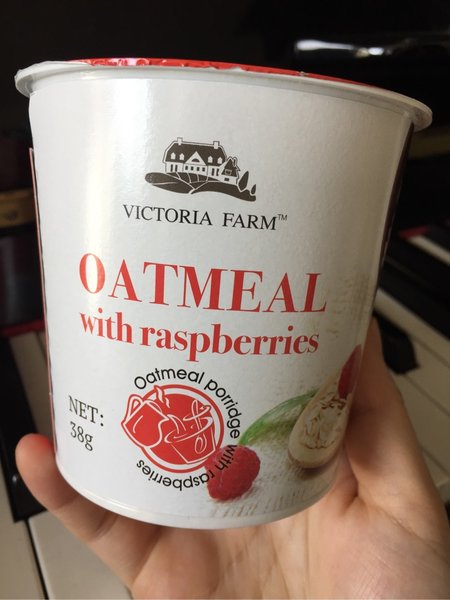 VICTORIA FARM™
OATMEAL
with raspberries
Oatmeal porridge with raspberries
NET:
38g